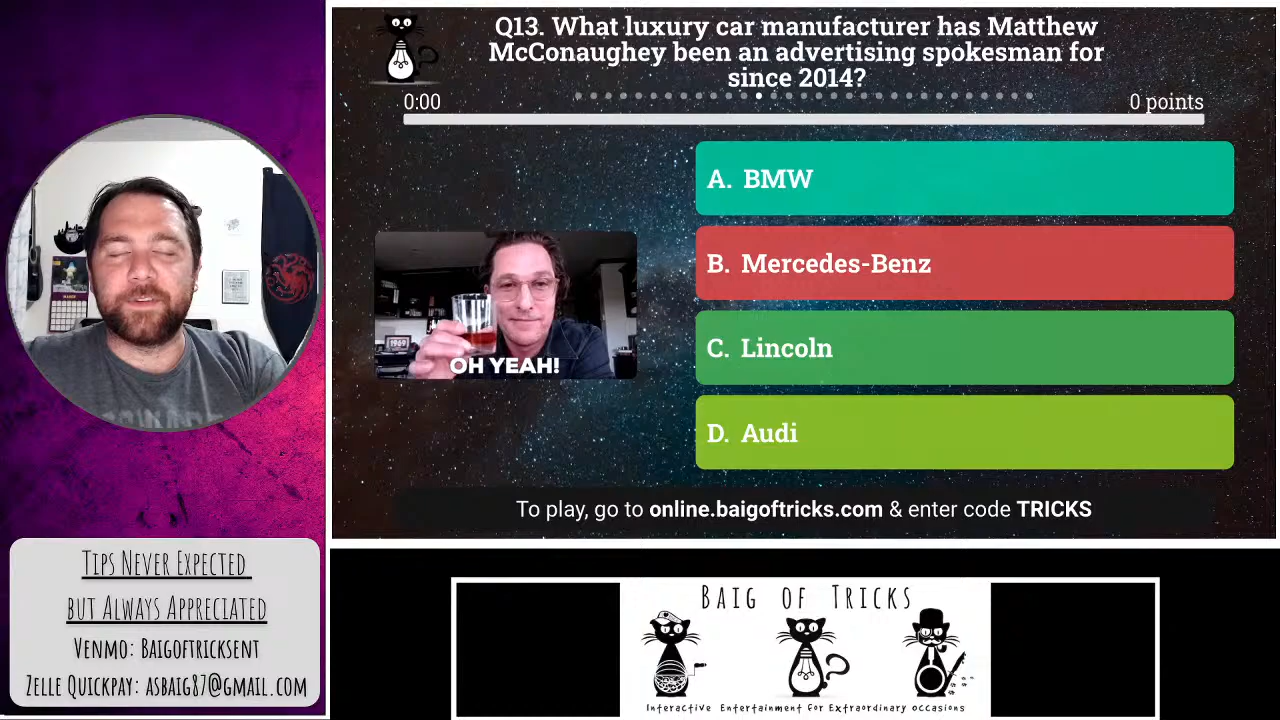 Q13. What luxury car manufacturer has Matthew
McConaughey been an advertising spokesman for
since 2014?
0:00
0 points
A. BMW
B. Mercedes-Benz
C. Lincoln
D. Audi
1969
OH YEAH!
To play, go to online.baigoftricks.com & enter code TRICKS
Tips Never Expected
but Always Appreciated
Venmo: Baigoftricksent
Zelle Quickpay: asbaig87@gmail.com
Baig of Tricks
Interactive Entertainment for Extraordinary Occasions